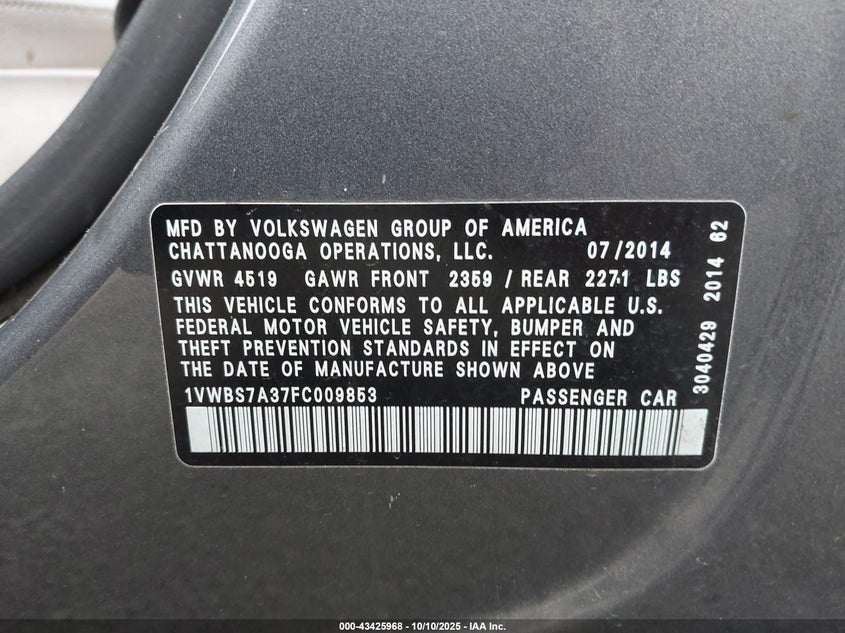 MFD BY VOLKSWAGEN GROUP OF AMERICA
CHATTANOOGA OPERATIONS, LLC. 07/2014
GVWR 4519 GAWR FRONT 2359 / REAR 2271 LBS
THIS VEHICLE CONFORMS TO ALL APPLICABLE U.S.
FEDERAL MOTOR VEHICLE SAFETY, BUMPER AND
THEFT PREVENTION STANDARDS IN EFFECT ON
THE DATE OF MANUFACTURE SHOWN ABOVE
1VWBS7A37FC009853 PASSENGER CAR
3040429 2014 62
000-43425968 - 10/10/2025 - IAA Inc.